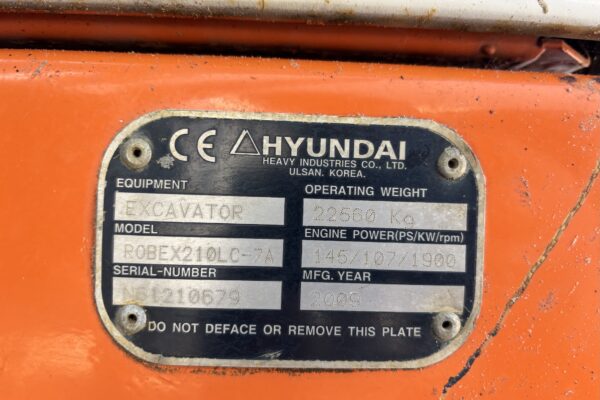 CE HYUNDAI
HEAVY INDUSTRIES CO., LTD.
ULSAN. KOREA.
EQUIPMENT
EXCAVATOR
OPERATING WEIGHT
22560 Kg
MODEL
ROBEX210LC-7A
ENGINE POWER(PS/KW/rpm)
145/107/1900
SERIAL-NUMBER
MFG. YEAR
DO NOT DEFACE OR REMOVE THIS PLATE